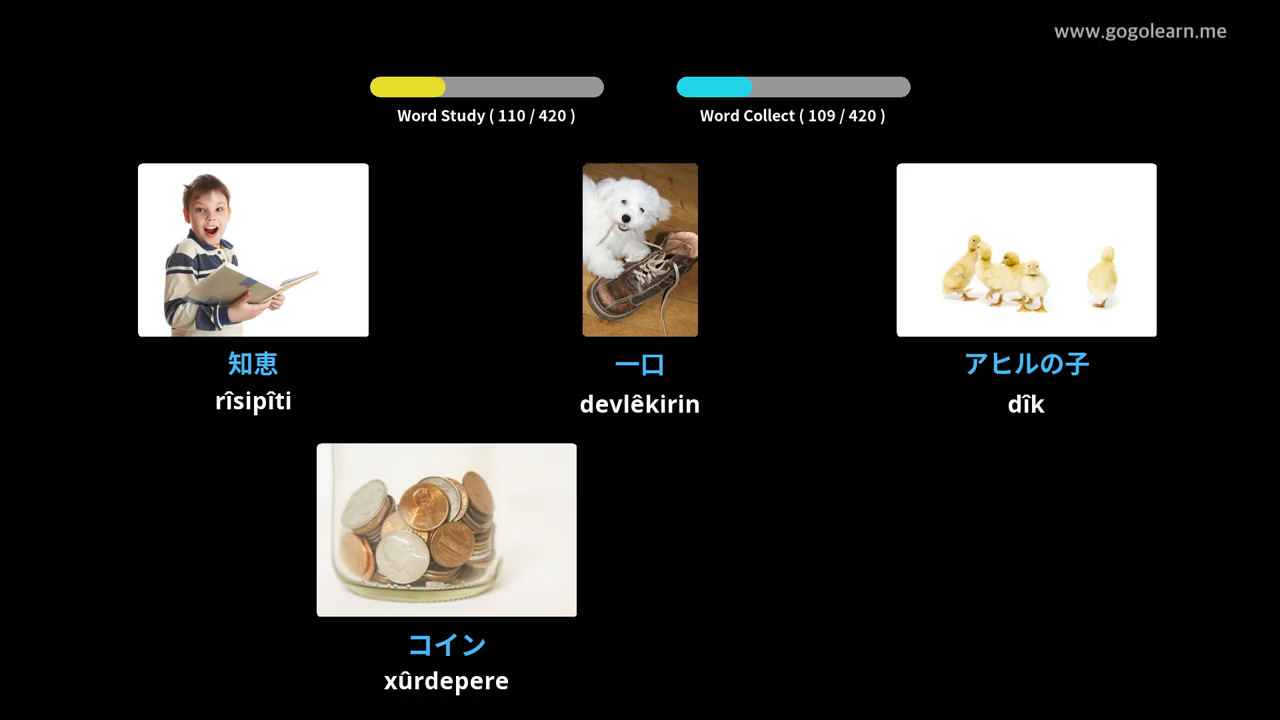 www.gogolearn.me
Word Study ( 110 / 420 )
Word Collect ( 109 / 420 )
知恵
rîsipîti
一口
devlêkirin
アヒルの子
dîk
コイン
xûrdepere